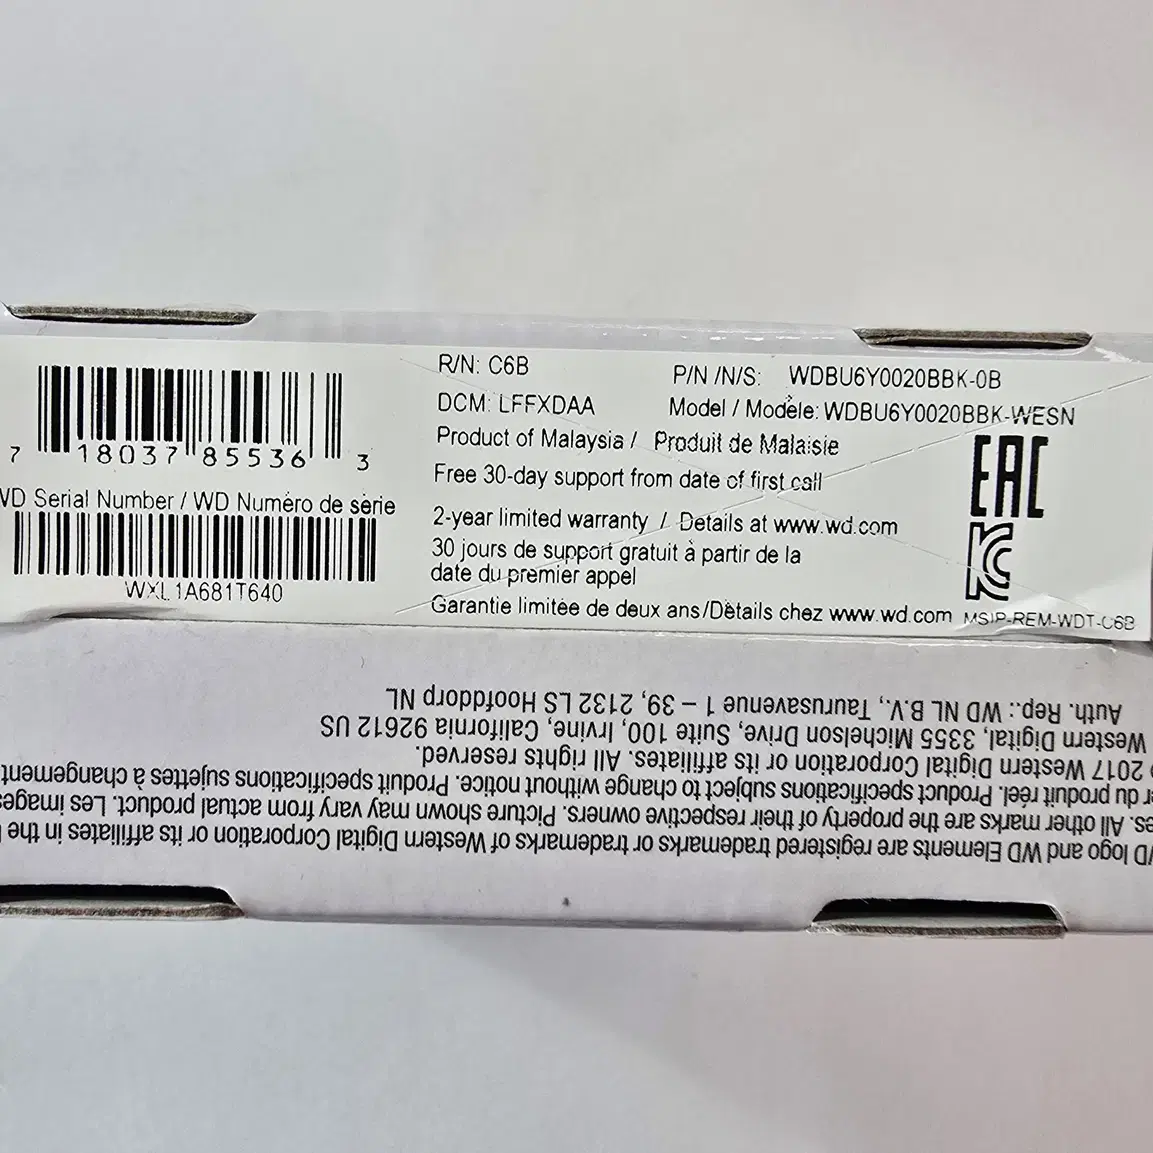 7 18037 85536 3
WD Serial Number / WD Numéro de série
WXL1A681T640
R/N: C6B
DCM: LFFXDAA
P/N /N/S: WDBU6Y0020BBK-0B
Model / Modèle: WDBU6Y0020BBK-WESN
Product of Malaysia / Produit de Malaisie
Free 30-day support from date of first call
2-year limited warranty / Details at www.wd.com
30 jours de support gratuit à partir de la
date du premier appel
Garantie limitée de deux ans/Détails chez www.wd.com
EAC
KC
MSIP-REM-WDT-C6B
WD logo and WD Elements are registered trademarks or trademarks of Western Digital Corporation or its affiliates in the
All other marks are the property of their respective owners. Picture shown may vary from actual product. Les images
du produit réel. Product specifications subject to change without notice. Produit spécifications sujettes à changement
2017 Western Digital Corporation or its affiliates. All rights reserved.
Western Digital, 3355 Michelson Drive, Suite 100, Irvine, California 92612 US
Auth. Rep.: WD NL B.V., Taurusavenue 1 – 39, 2132 LS Hoofddorp NL